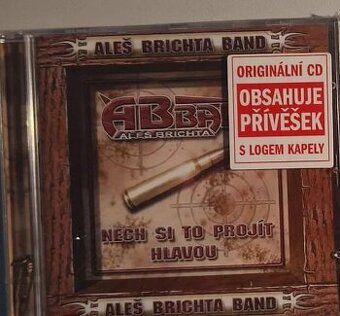 ALEŠ BRICHTA BAND
ORIGINÁLNÍ CD
OBSAHUJE
PŘÍVĚŠEK
S LOGEM KAPELY
ABBA
ALEŠ BRICHTA
NECH SI TO PROJÍT
HLAVOU
ALEŠ BRICHTA BAND